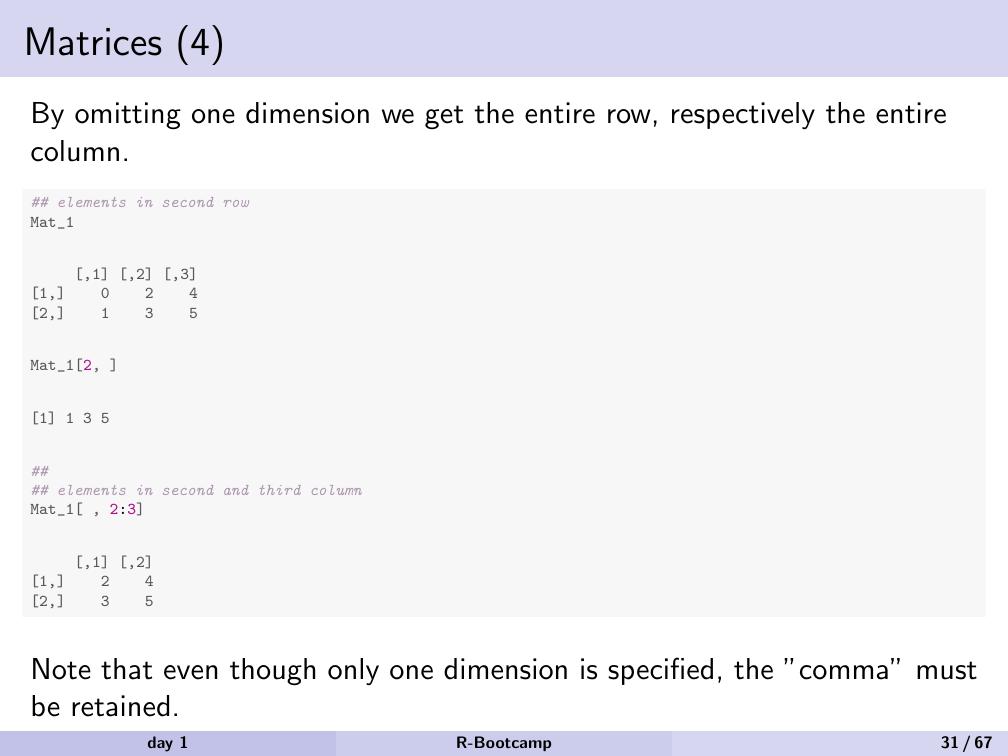 Matrices (4)
By omitting one dimension we get the entire row, respectively the entire
column.
## elements in second row
Mat_1
[,1] [,2] [,3]
[1,] 0 2 4
[2,] 1 3 5
Mat_1[2, ]
[1] 1 3 5
##
## elements in second and third column
Mat_1[ , 2:3]
[,1] [,2]
[1,] 2 4
[2,] 3 5
Note that even though only one dimension is specified, the ”comma” must
be retained.
day 1 R-Bootcamp 31 / 67